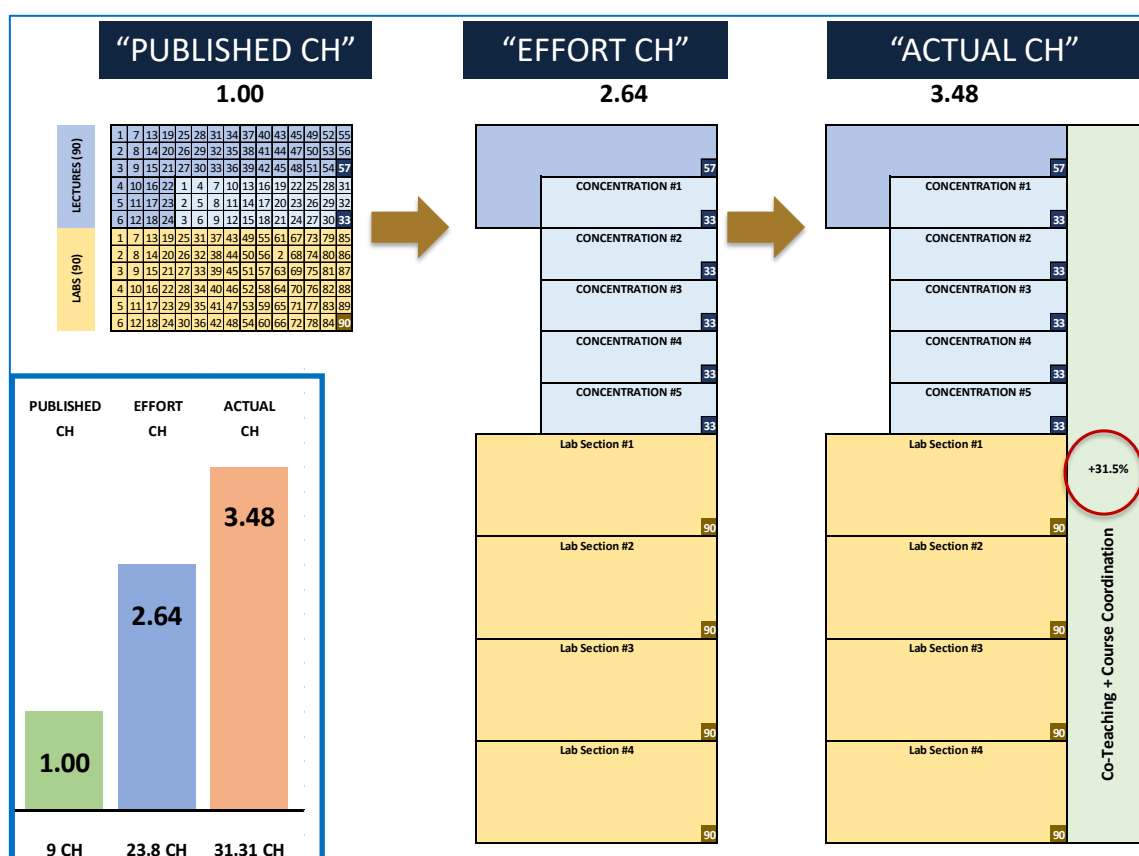 “PUBLISHED CH”
1.00
“EFFORT CH”
2.64
“ACTUAL CH”
3.48
LECTURES (90)
1 7 13 19 25 28 31 34 37 40 43 45 49 52 55
2 8 14 20 26 29 32 35 38 41 44 47 50 53 56
3 9 15 21 27 30 33 36 39 42 45 48 51 54 57
4 10 16 22 1 4 7 10 13 16 19 22 25 28 31
5 11 17 23 2 5 8 11 14 17 20 23 26 29 32
6 12 18 24 3 6 9 12 15 18 21 24 27 30 33
LABS (90)
1 7 13 19 25 31 37 43 49 55 61 67 73 79 85
2 8 14 20 26 32 38 44 50 56 2 68 74 80 86
3 9 15 21 27 33 39 45 51 57 63 69 75 81 87
4 10 16 22 28 34 40 46 52 58 64 70 76 82 88
5 11 17 23 29 35 41 47 53 59 65 71 77 83 89
6 12 18 24 30 36 42 48 54 60 66 72 78 84 90
57
CONCENTRATION #1
33
CONCENTRATION #2
33
CONCENTRATION #3
33
CONCENTRATION #4
33
CONCENTRATION #5
33
Lab Section #1
90
Lab Section #2
90
Lab Section #3
90
Lab Section #4
90
57
CONCENTRATION #1
33
CONCENTRATION #2
33
CONCENTRATION #3
33
CONCENTRATION #4
33
CONCENTRATION #5
33
Lab Section #1
90
Lab Section #2
90
Lab Section #3
90
Lab Section #4
90
+31.5%
Co-Teaching + Course Coordination
PUBLISHED CH
EFFORT CH
ACTUAL CH
1.00
2.64
3.48
9 CH
23.8 CH
31.31 CH